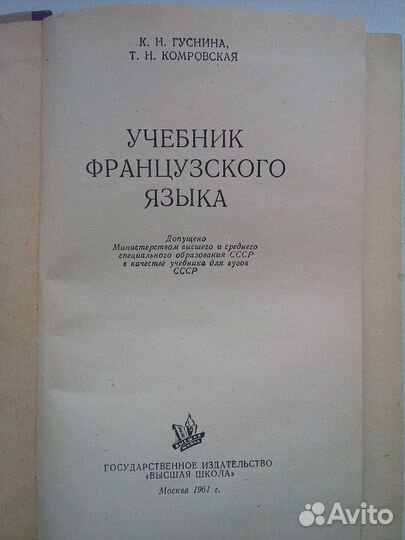 К. Н. ГУСНИНА,
Т. Н. КОМРОВСКАЯ
УЧЕБНИК
ФРАНЦУЗСКОГО
ЯЗЫКА
Допущено
Министерством высшего и среднего
специального образования СССР
в качестве учебника для вузов
СССР
ГОСУДАРСТВЕННОЕ ИЗДАТЕЛЬСТВО
«ВЫСШАЯ ШКОЛА»
Москва 1961 г.
Avito